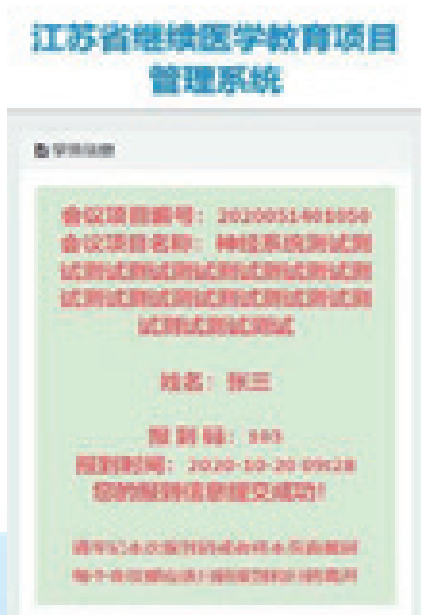 江苏省继续医学教育项目
管理系统
学员信息
会议项目编号：2020051401050
会议项目名称：神经系统测试测
试测试测试测试测试测试测试测
试测试测试测试测试测试测试测
试测试测试测试
姓名：张三
报到码：
报到时间：2020-10-20 09:28
您的报到信息提交成功！